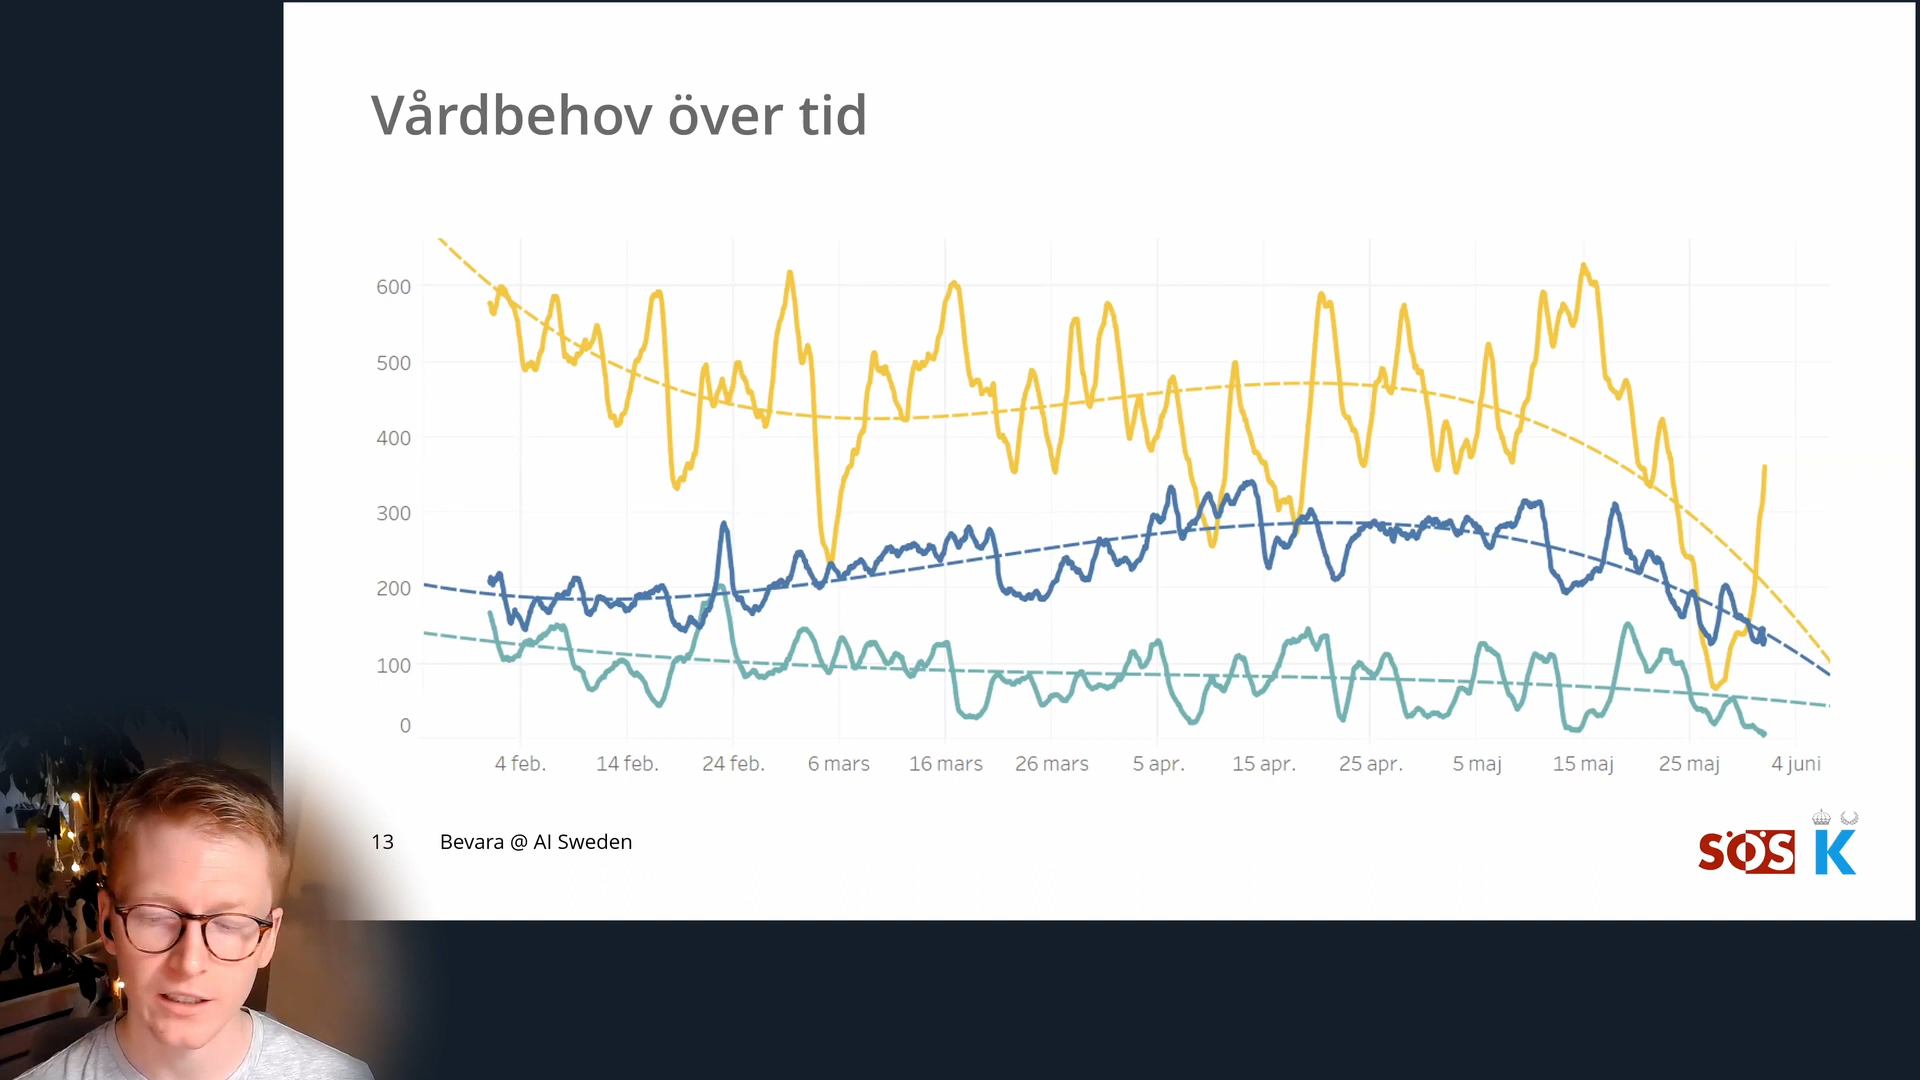 Vårdbehov över tid
600
500
400
300
200
100
0
4 feb. 14 feb. 24 feb. 6 mars 16 mars 26 mars 5 apr. 15 apr. 25 apr. 5 maj 15 maj 25 maj 4 juni
13 Bevara @ AI Sweden
SÖS K